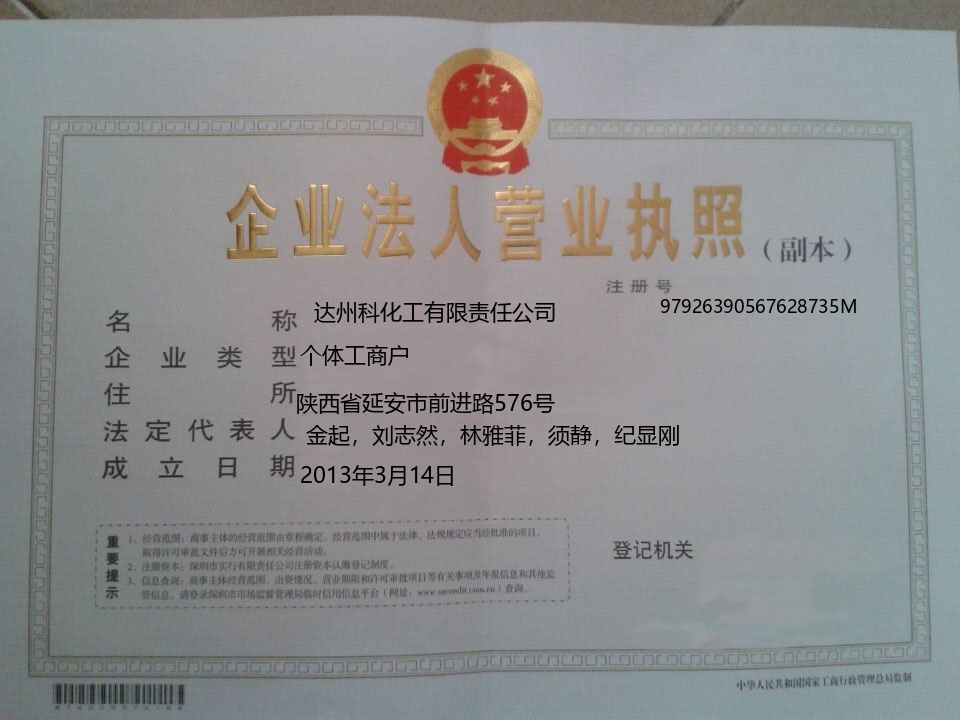 企业法人营业执照（副本）
注册号 97926390567628735M
名称 达州科化工有限责任公司
企业类型 个体工商户
住所 陕西省延安市前进路576号
法定代表人 金起，刘志然，林雅菲，须静，纪显刚
成立日期 2013年3月14日
重要提示
1、经营范围：商事主体的经营范围由章程确定。经营范围中属于法律、法规规定应当经批准的项目，
取得许可审批文件后方可开展相关经营活动。
2、注册资本：深圳市实行有限责任公司注册资本认缴登记制度。
3、信息查询：商事主体经营范围、出资情况、营业期限和许可审批项目等有关事项及年报信息和其他监
管信息，请登录深圳市市场监督管理局临时信用信息平台（网址：www.szcredit.com.cn）查询。
登记机关
中华人民共和国国家工商行政管理总局监制